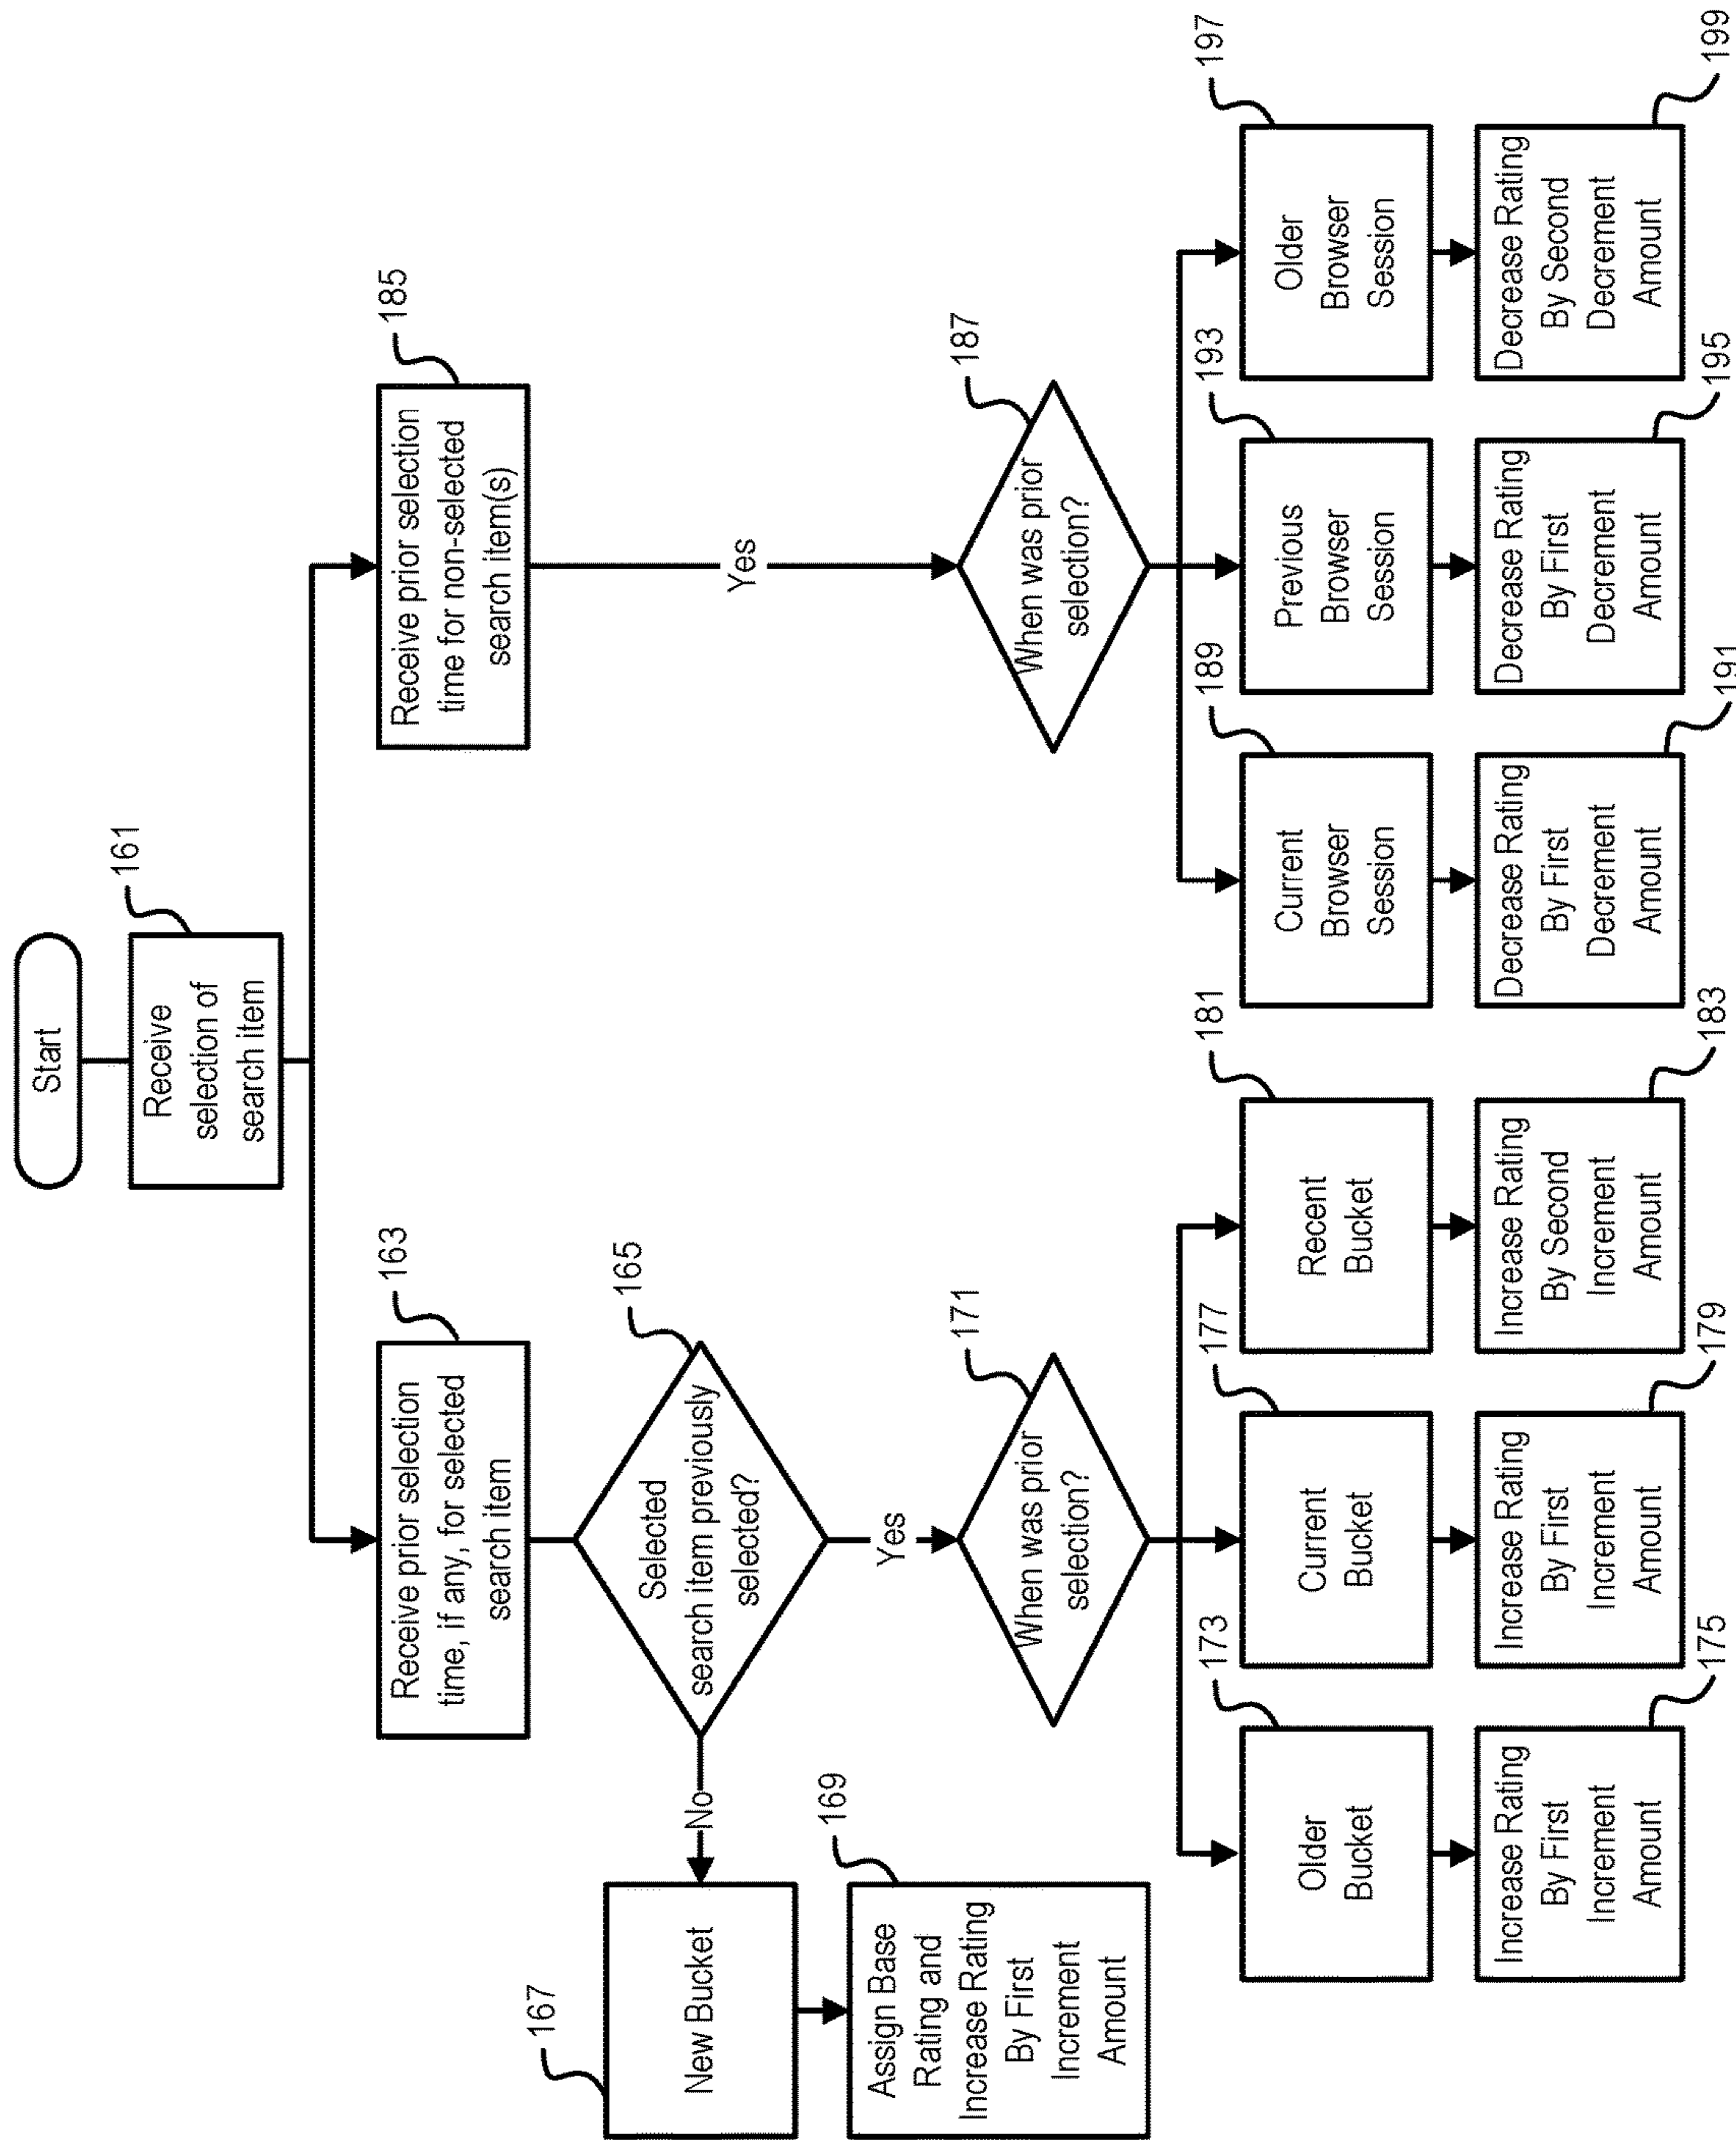 Start
161
Receive
selection of
search item
163
Receive prior selection
time, if any, for selected
search item
185
Receive prior selection
time for non-selected
search item(s)
165
Selected
search item previously
selected?
No
Yes
Yes
167
New Bucket
169
Assign Base
Rating and
Increase Rating
By First
Increment
Amount
171
When was prior
selection?
187
When was prior
selection?
173
Older
Bucket
177
Current
Bucket
181
Recent
Bucket
189
Current
Browser
Session
193
Previous
Browser
Session
197
Older
Browser
Session
175
Increase Rating
By First
Increment
Amount
179
Increase Rating
By First
Increment
Amount
183
Increase Rating
By Second
Increment
Amount
191
Decrease Rating
By First
Decrement
Amount
195
Decrease Rating
By First
Decrement
Amount
199
Decrease Rating
By Second
Decrement
Amount